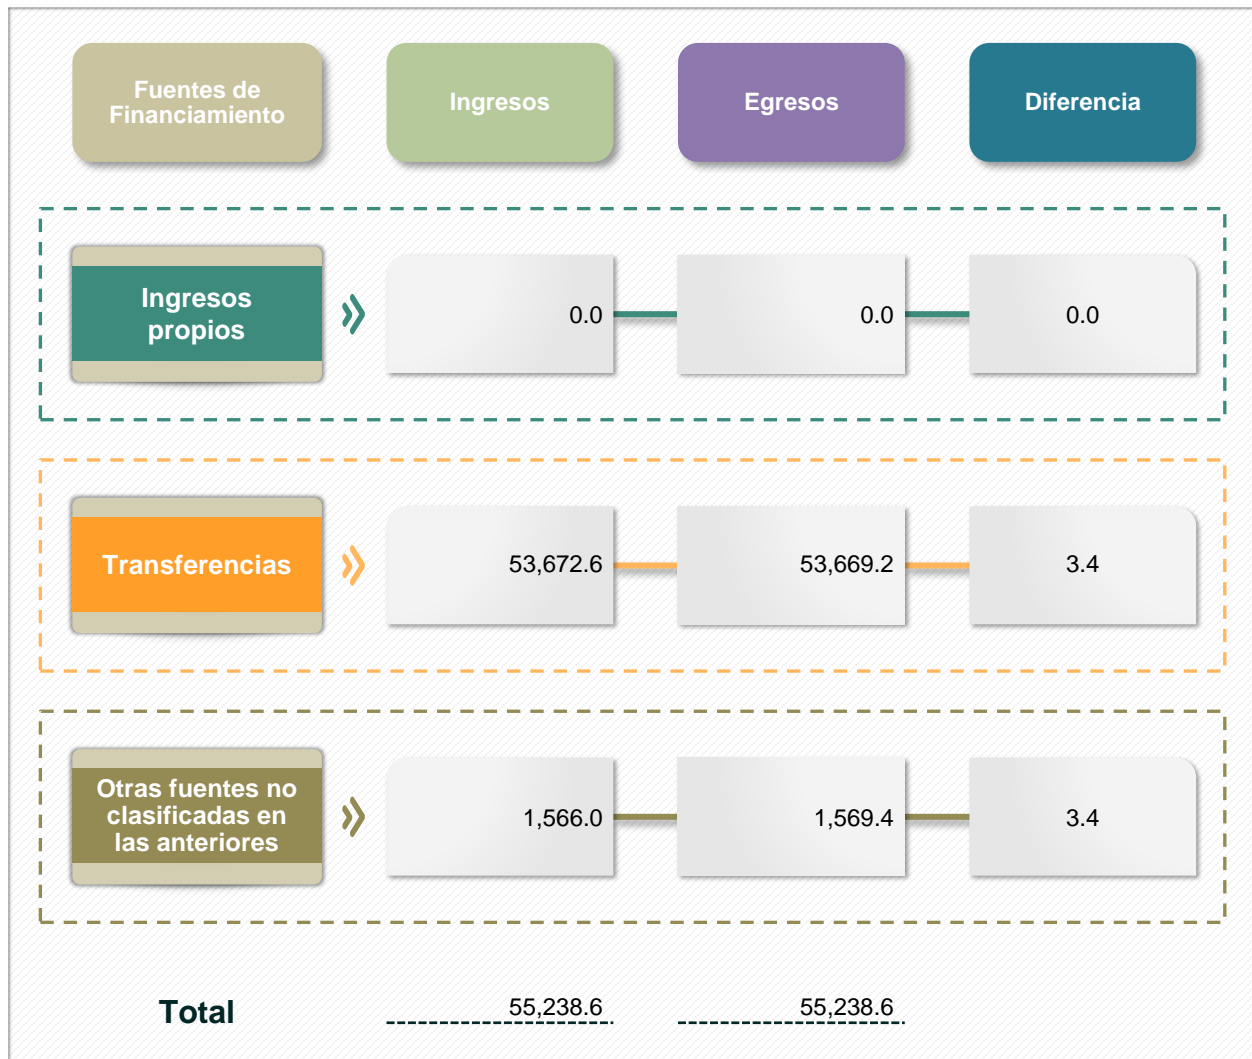 Fuentes de
Financiamiento
Ingresos
Egresos
Diferencia
Ingresos
propios
0.0
0.0
0.0
Transferencias
53,672.6
53,669.2
3.4
Otras fuentes no
clasificadas en
las anteriores
1,566.0
1,569.4
3.4
Total
55,238.6
55,238.6